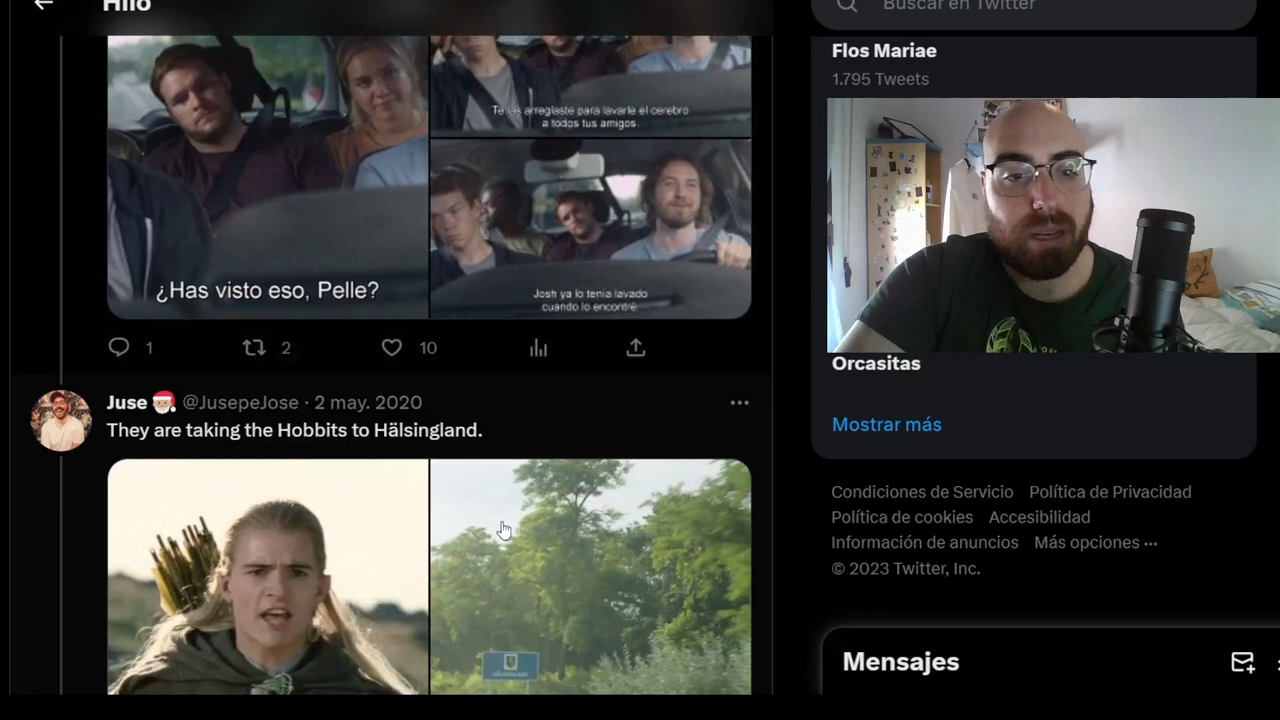 Hilo
Buscar en Twitter
Flos Mariae
1.795 Tweets
Te las arreglaste para lavarle el cerebro
a todos tus amigos.
¿Has visto eso, Pelle?
Josh ya lo tenía lavado
cuando lo encontré
1
2
10
Orcasitas
Mostrar más
Juse @JusepeJose · 2 may. 2020
They are taking the Hobbits to Hälsingland.
Condiciones de Servicio Política de Privacidad
Política de cookies Accesibilidad
Información de anuncios Más opciones ···
© 2023 Twitter, Inc.
HÄLSINGLAND
Mensajes